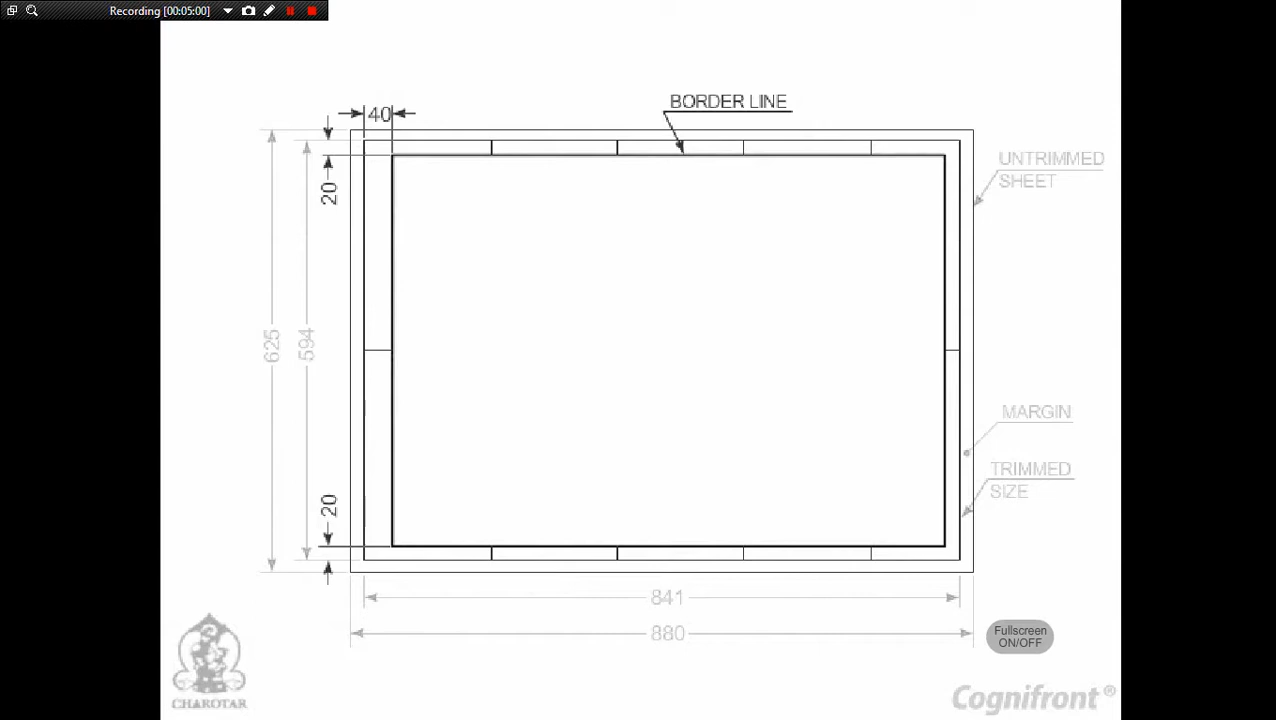 Recording [00:05:00]
BORDER LINE
40
20
UNTRIMMED
SHEET
625
594
MARGIN
TRIMMED
SIZE
20
841
880
Fullscreen
ON/OFF
CHAROTAR
Cognifront®